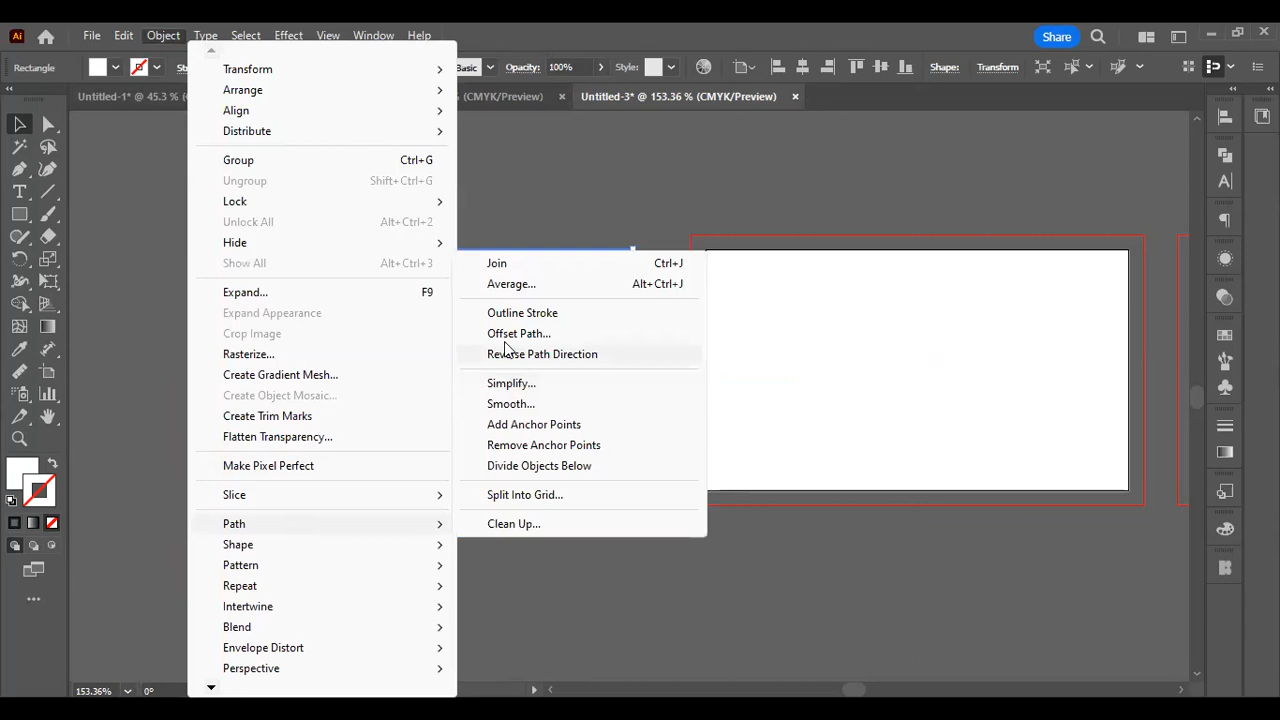 Ai File Edit Object Type Select Effect View Window Help Share
Rectangle Basic Opacity: 100% Style: Shape: Transform
Untitled-1* @ 45.3 % ( (CMYK/Preview) × Untitled-3* @ 153.36 % (CMYK/Preview) ×
Transform
Arrange
Align
Distribute
Group Ctrl+G
Ungroup Shift+Ctrl+G
Lock
Unlock All Alt+Ctrl+2
Hide
Show All Alt+Ctrl+3
Expand... F9
Expand Appearance
Crop Image
Rasterize...
Create Gradient Mesh...
Create Object Mosaic...
Create Trim Marks
Flatten Transparency...
Make Pixel Perfect
Slice
Path
Shape
Pattern
Repeat
Intertwine
Blend
Envelope Distort
Perspective
Join Ctrl+J
Average... Alt+Ctrl+J
Outline Stroke
Offset Path...
Reverse Path Direction
Simplify...
Smooth...
Add Anchor Points
Remove Anchor Points
Divide Objects Below
Split Into Grid...
Clean Up...
153.36% 0°